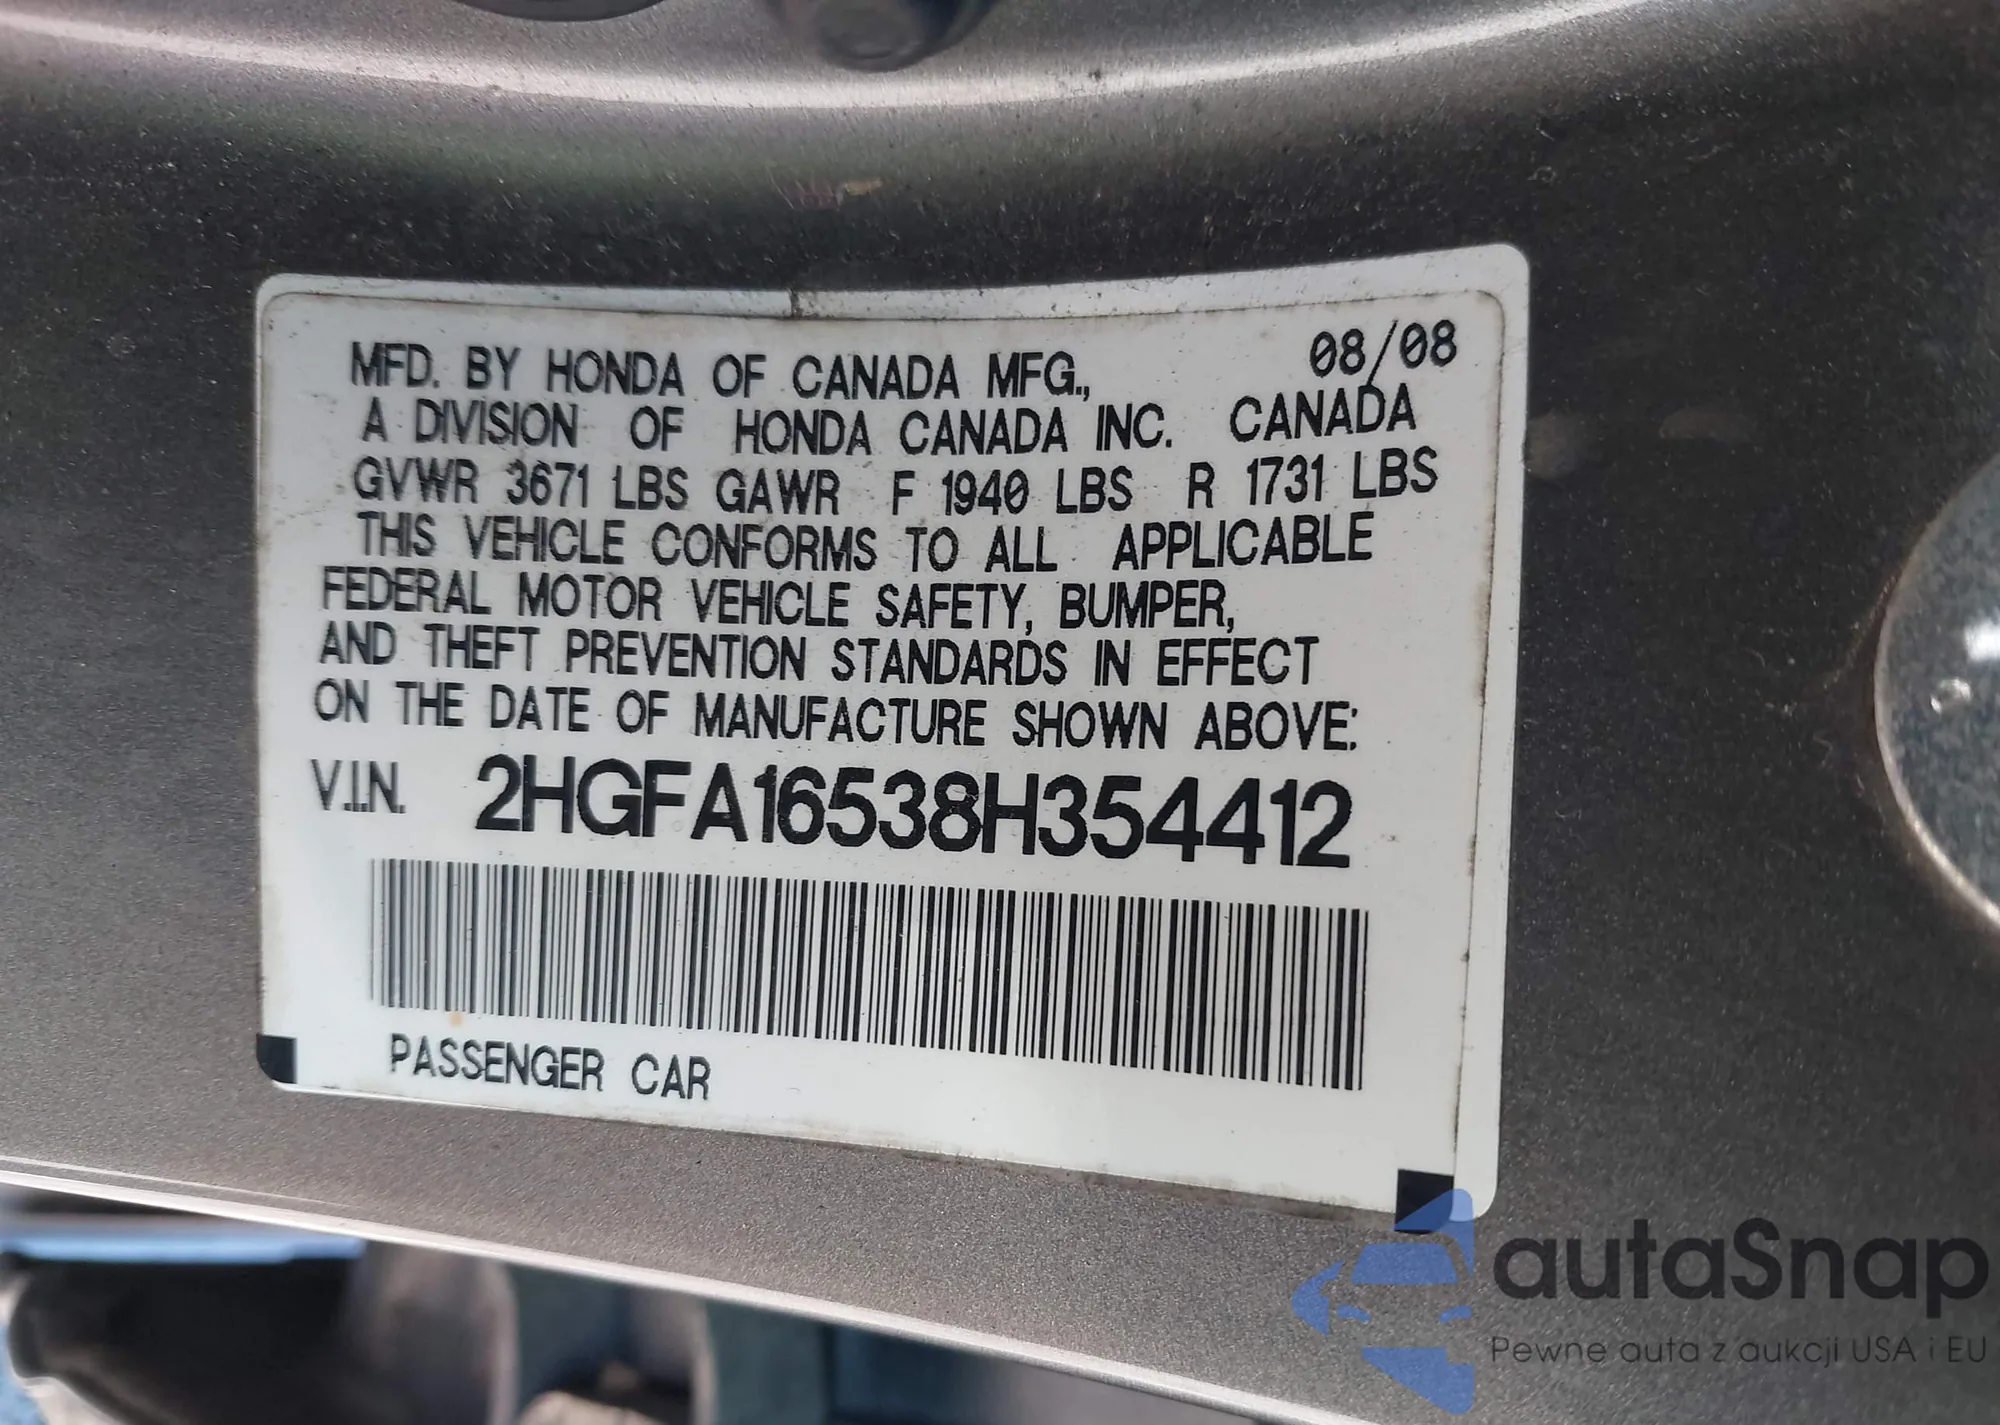 08/08
MFD. BY HONDA OF CANADA MFG.,
A DIVISION OF HONDA CANADA INC. CANADA
GVWR 3671 LBS GAWR F 1940 LBS R 1731 LBS
THIS VEHICLE CONFORMS TO ALL APPLICABLE
FEDERAL MOTOR VEHICLE SAFETY, BUMPER,
AND THEFT PREVENTION STANDARDS IN EFFECT
ON THE DATE OF MANUFACTURE SHOWN ABOVE:
V.I.N. 2HGFA16538H354412
PASSENGER CAR
autaSnap
Pewne auta z aukcji USA i EU